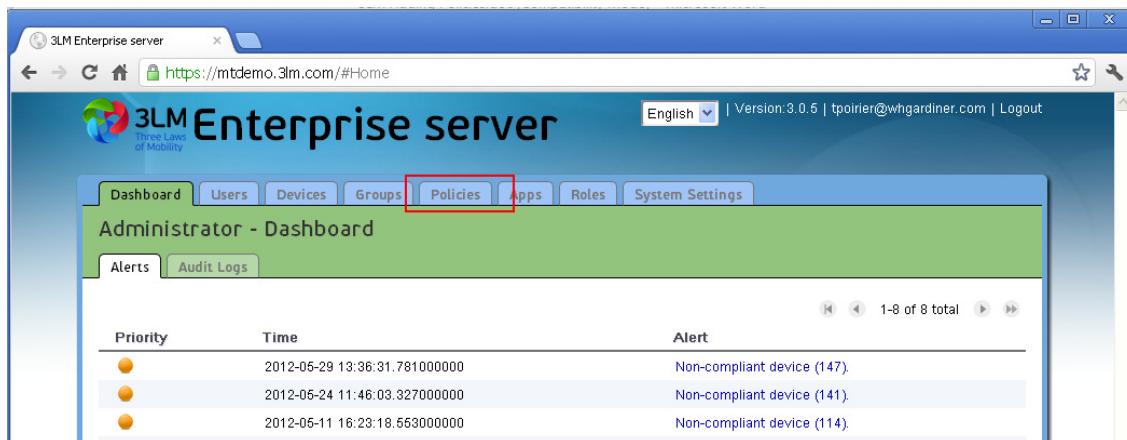 3LM Enterprise server
https://mtdemo.3lm.com/#Home
3LM Enterprise server
Three Laws
of Mobility
English | Version:3.0.5 | tpoirier@whgardiner.com | Logout
Dashboard Users Devices Groups Policies Apps Roles System Settings
Administrator - Dashboard
Alerts Audit Logs
1-8 of 8 total
Priority Time Alert
2012-05-29 13:36:31.781000000 Non-compliant device (147).
2012-05-24 11:46:03.327000000 Non-compliant device (141).
2012-05-11 16:23:18.553000000 Non-compliant device (114).